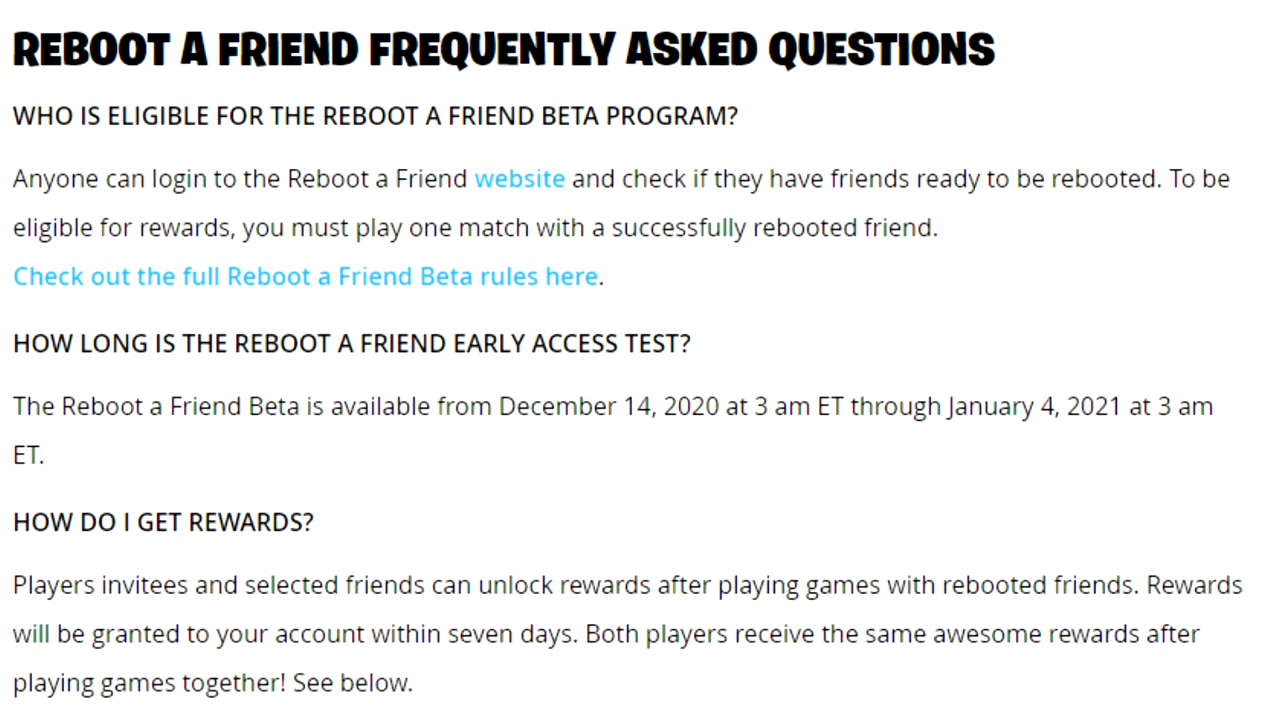 REBOOT A FRIEND FREQUENTLY ASKED QUESTIONS
WHO IS ELIGIBLE FOR THE REBOOT A FRIEND BETA PROGRAM?
Anyone can login to the Reboot a Friend website and check if they have friends ready to be rebooted. To be
eligible for rewards, you must play one match with a successfully rebooted friend.
Check out the full Reboot a Friend Beta rules here.
HOW LONG IS THE REBOOT A FRIEND EARLY ACCESS TEST?
The Reboot a Friend Beta is available from December 14, 2020 at 3 am ET through January 4, 2021 at 3 am
ET.
HOW DO I GET REWARDS?
Players invitees and selected friends can unlock rewards after playing games with rebooted friends. Rewards
will be granted to your account within seven days. Both players receive the same awesome rewards after
playing games together! See below.